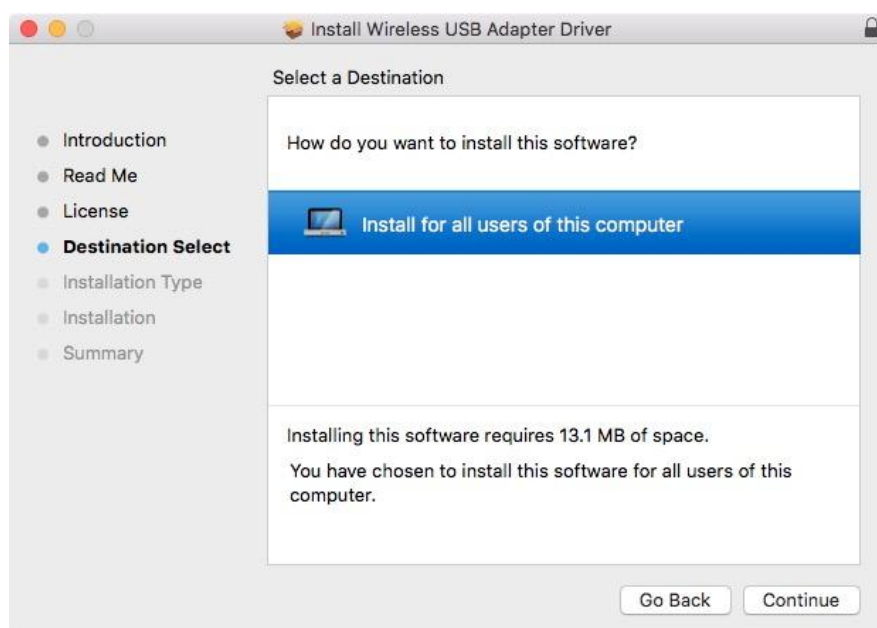 Install Wireless USB Adapter Driver
Select a Destination
Introduction
Read Me
License
Destination Select
Installation Type
Installation
Summary
How do you want to install this software?
Install for all users of this computer
Installing this software requires 13.1 MB of space.
You have chosen to install this software for all users of this
computer.
Go Back
Continue